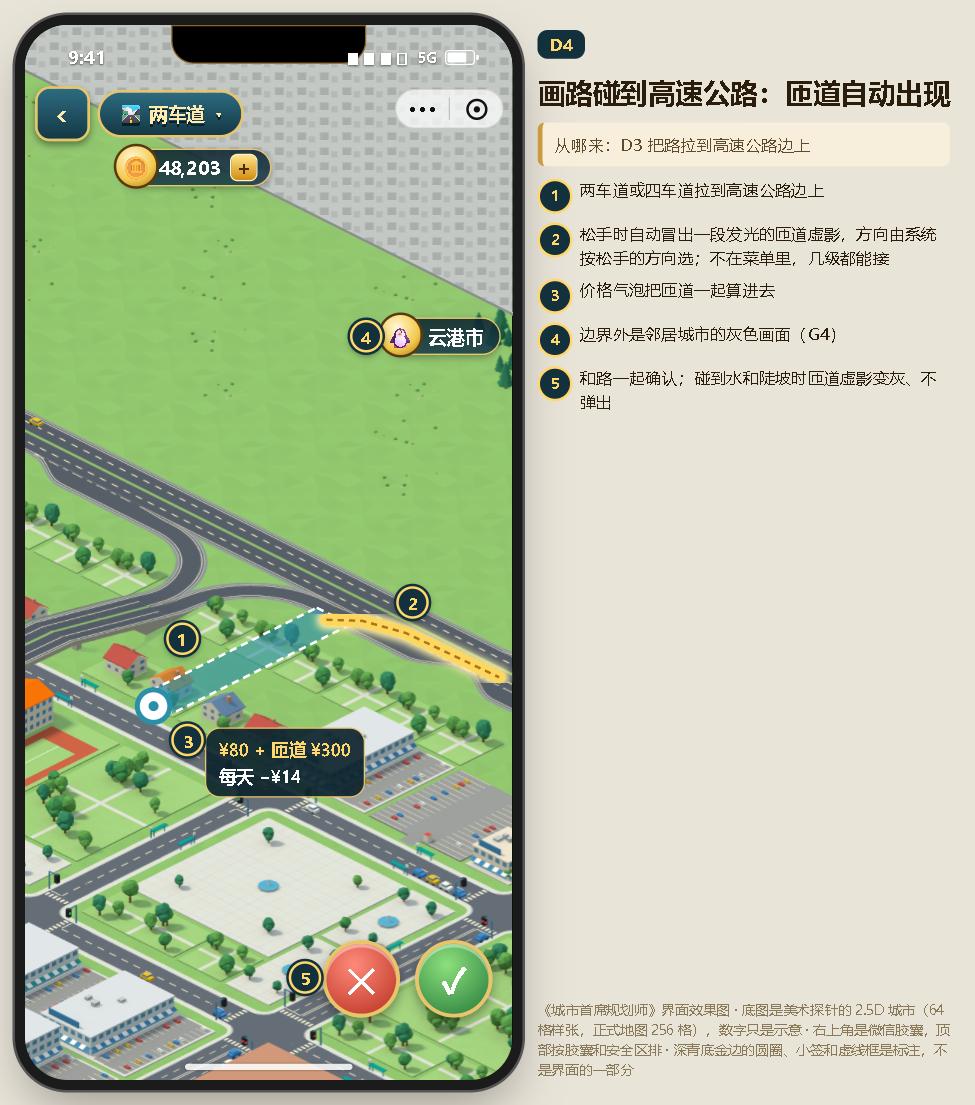 9:41
5G
两车道
48,203
+
4
云港市
2
1
3
¥80 + 匝道 ¥300
每天 -¥14
5
D4
画路碰到高速公路：匝道自动出现
从哪来：D3 把路拉到高速公路边上
1 两车道或四车道拉到高速公路边上
2 松手时自动冒出一段发光的匝道虚影，方向由系统
按松手的方向选；不在菜单里，几级都能接
3 价格气泡把匝道一起算进去
4 边界外是邻居城市的灰色画面（G4）
5 和路一起确认；碰到水和陡坡时匝道虚影变灰、不
弹出
《城市首席规划师》界面效果图 · 底图是美术探针的 2.5D 城市（64
格样张，正式地图 256 格），数字只是示意 · 右上角是微信胶囊，顶
部按胶囊和安全区排 · 深青底金边的圆圈、小签和虚线框是标注，不
是界面的一部分